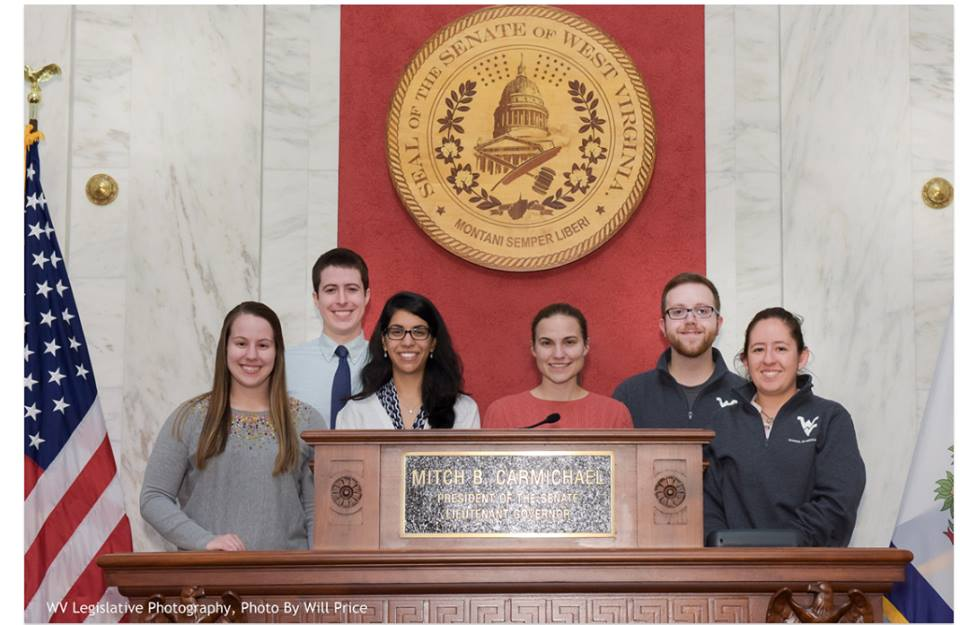 SEAL OF THE SENATE OF WEST VIRGINIA.
MONTANI SEMPER LIBERI
MITCH B. CARMICHAEL
PRESIDENT OF THE SENATE
LIEUTENANT GOVERNOR
WV
WV Legislative Photography, Photo By Will Price